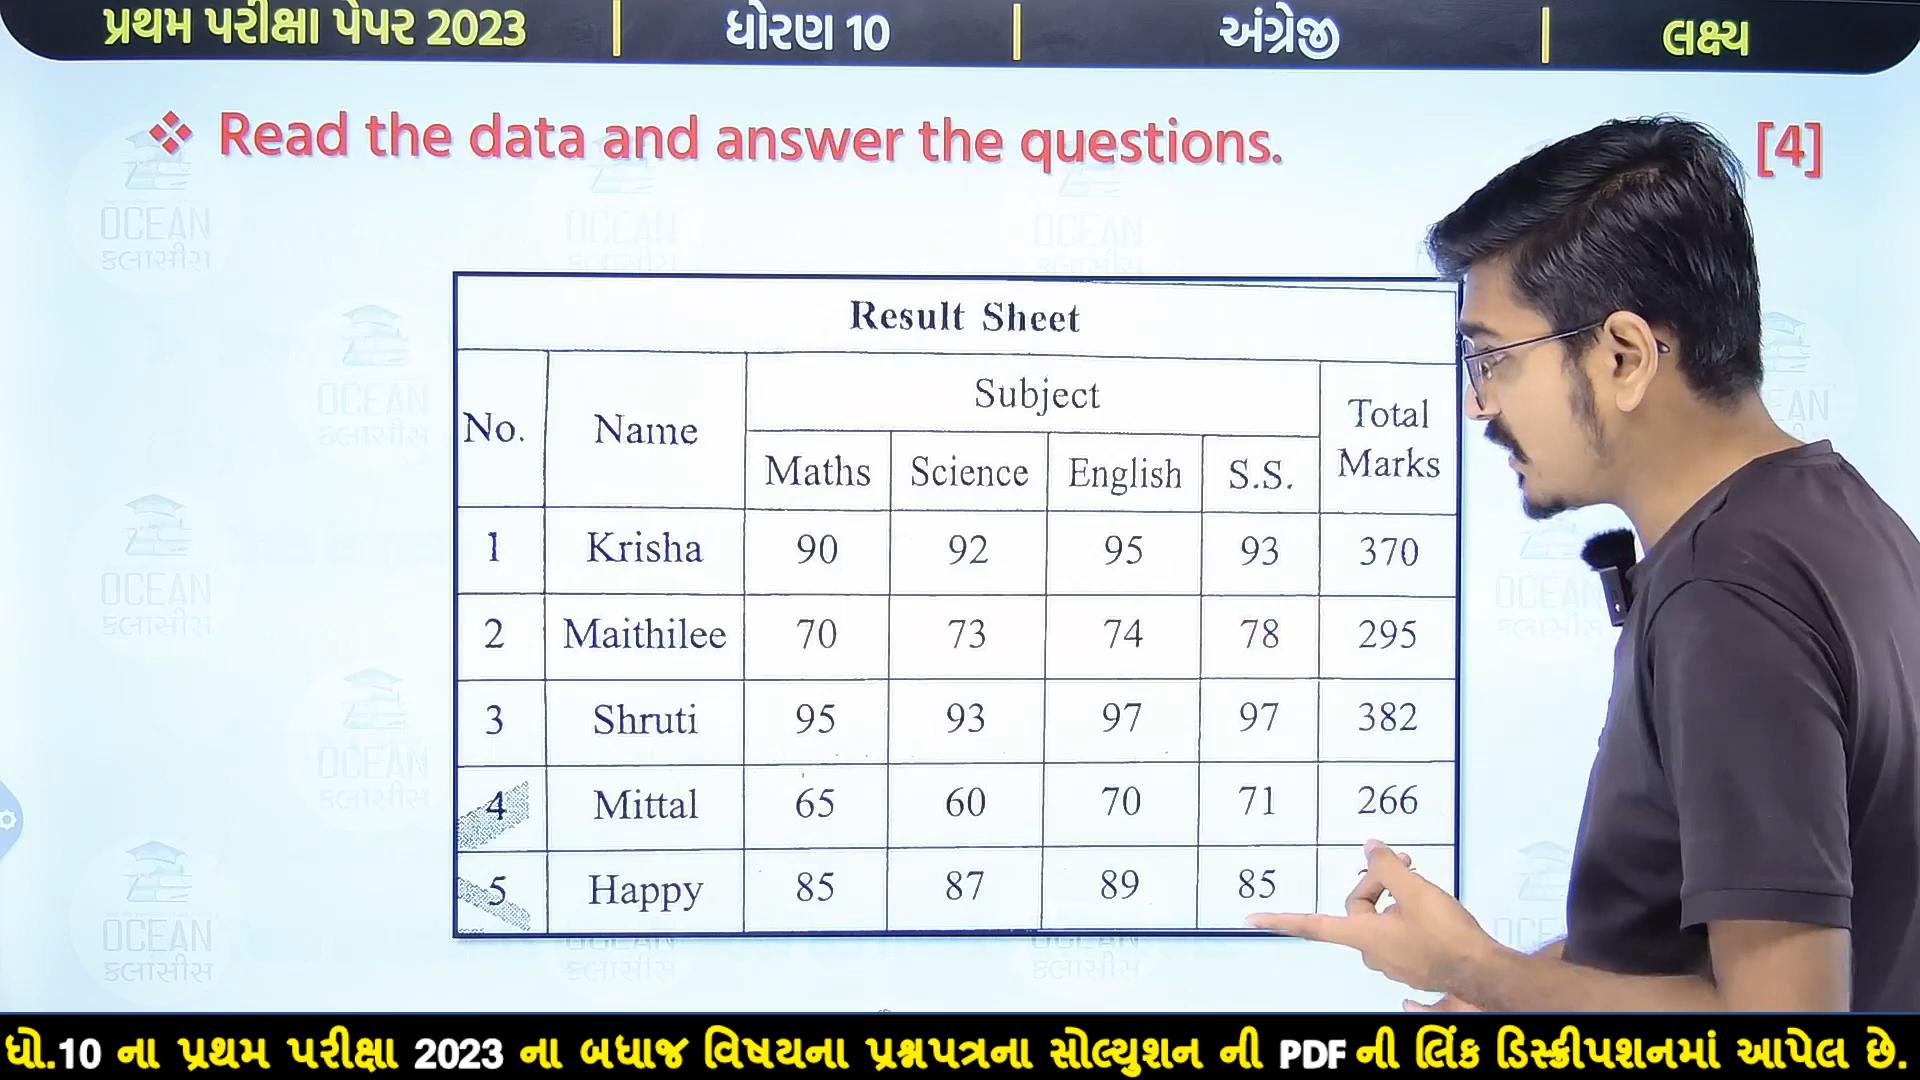 પ્રથમ પરીક્ષા પેપર 2023 | ધોરણ 10 | અંગ્રેજી | લક્ષ્ય
❖ Read the data and answer the questions. [4]
Result Sheet
No. Name Subject Total Marks
Maths Science English S.S.
1 Krisha 90 92 95 93 370
2 Maithilee 70 73 74 78 295
3 Shruti 95 93 97 97 382
4 Mittal 65 60 70 71 266
5 Happy 85 87 89 85
OCEAN
કલાસીસ
ધો.10 ના પ્રથમ પરીક્ષા 2023 ના બધાજ વિષયના પ્રશ્નપત્રના સોલ્યુશન ની PDF ની લિંક ડિસ્ક્રીપશનમાં આપેલ છે.